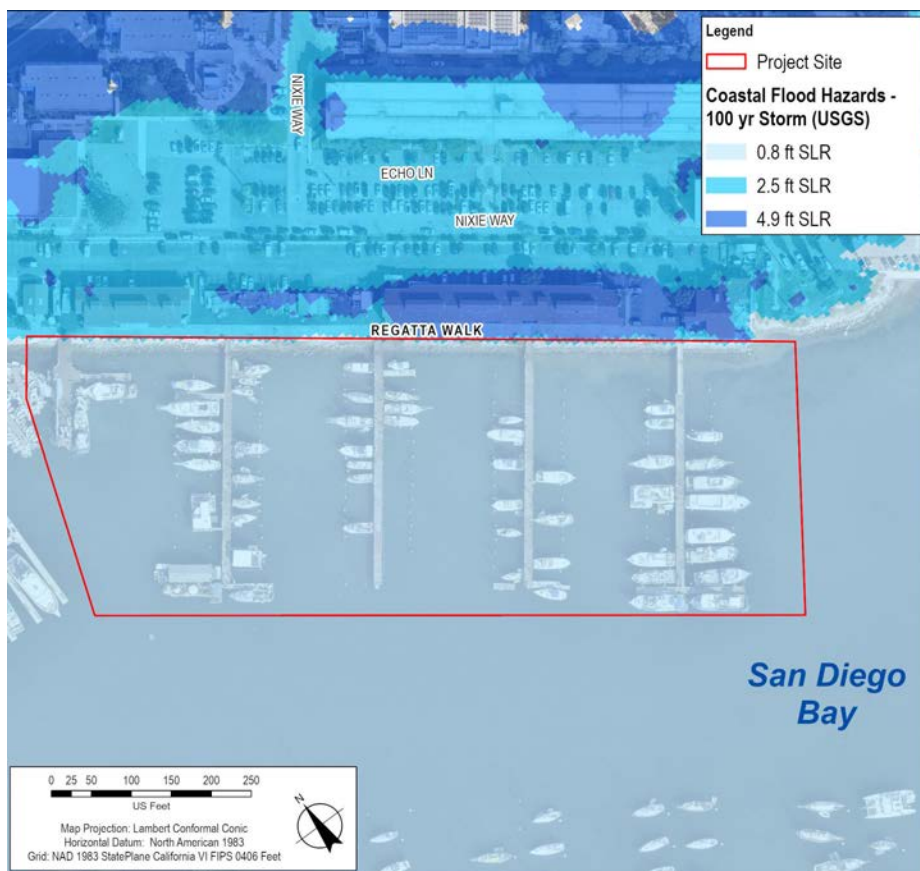 Legend
Project Site
Coastal Flood Hazards -
100 yr Storm (USGS)
0.8 ft SLR
2.5 ft SLR
4.9 ft SLR
NIXIE WAY
ECHO LN
NIXIE WAY
REGATTA WALK
San Diego
Bay
0 25 50 100 150 200 250
US Feet
N
Map Projection: Lambert Conformal Conic
Horizontal Datum: North American 1983
Grid: NAD 1983 StatePlane California VI FIPS 0406 Feet